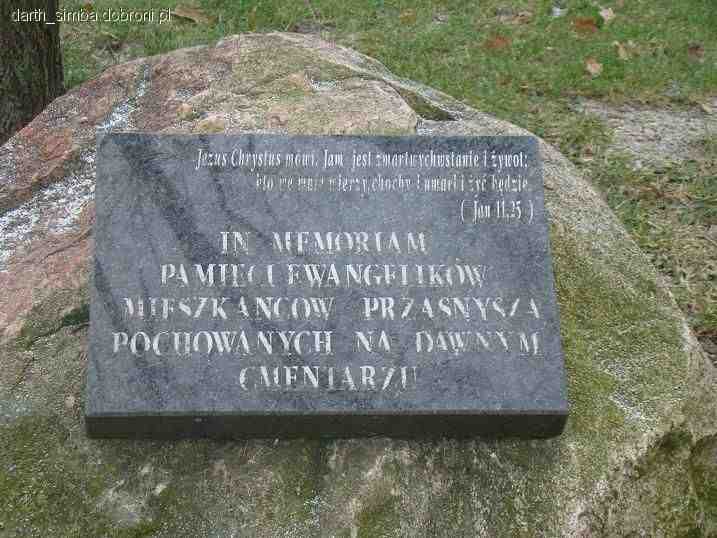 darth_simba.dobroni.pl
Jezus Chrystus mówi: Jam jest zmartwychwstanie i żywot;
kto we mnie wierzy, choćby i umarł i żyć będzie.
( Jan 11,25 )
IN MEMORIAM
PAMIĘCI EWANGELIKÓW
MIESZKAŃCÓW PRZASNYSZA
POCHOWANYCH NA DAWNYM
CMENTARZU